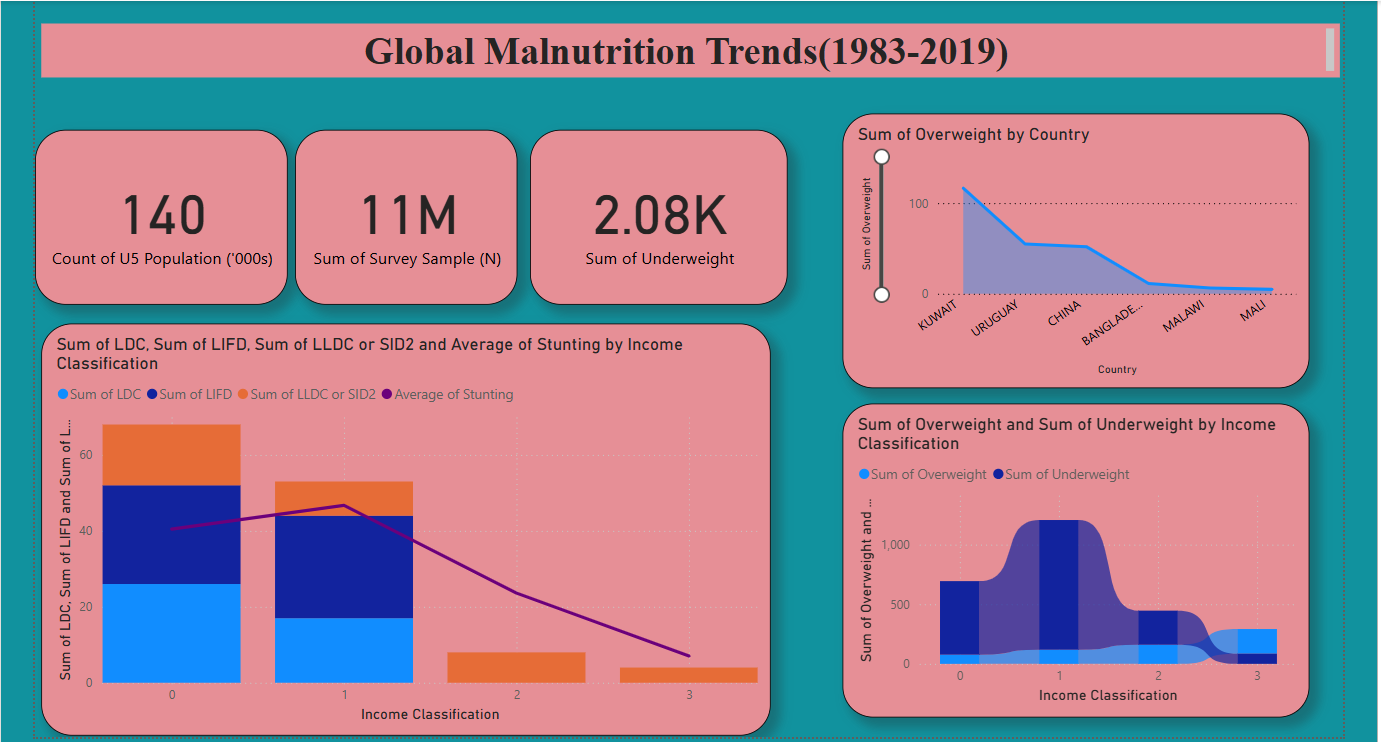 Global Malnutrition Trends(1983-2019)
140
Count of U5 Population ('000s)
11M
Sum of Survey Sample (N)
2.08K
Sum of Underweight
Sum of Overweight by Country
Sum of Overweight
100
0
KUWAIT
URUGUAY
CHINA
BANGLADE...
MALAWI
MALI
Country
Sum of LDC, Sum of LIFD, Sum of LLDC or SID2 and Average of Stunting by Income
Classification
Sum of LDC Sum of LIFD Sum of LLDC or SID2 Average of Stunting
Sum of LDC, Sum of LIFD and Sum of L...
60
40
20
0
0 1 2 3
Income Classification
Sum of Overweight and Sum of Underweight by Income
Classification
Sum of Overweight Sum of Underweight
Sum of Overweight and ...
1,000
500
0
0 1 2 3
Income Classification